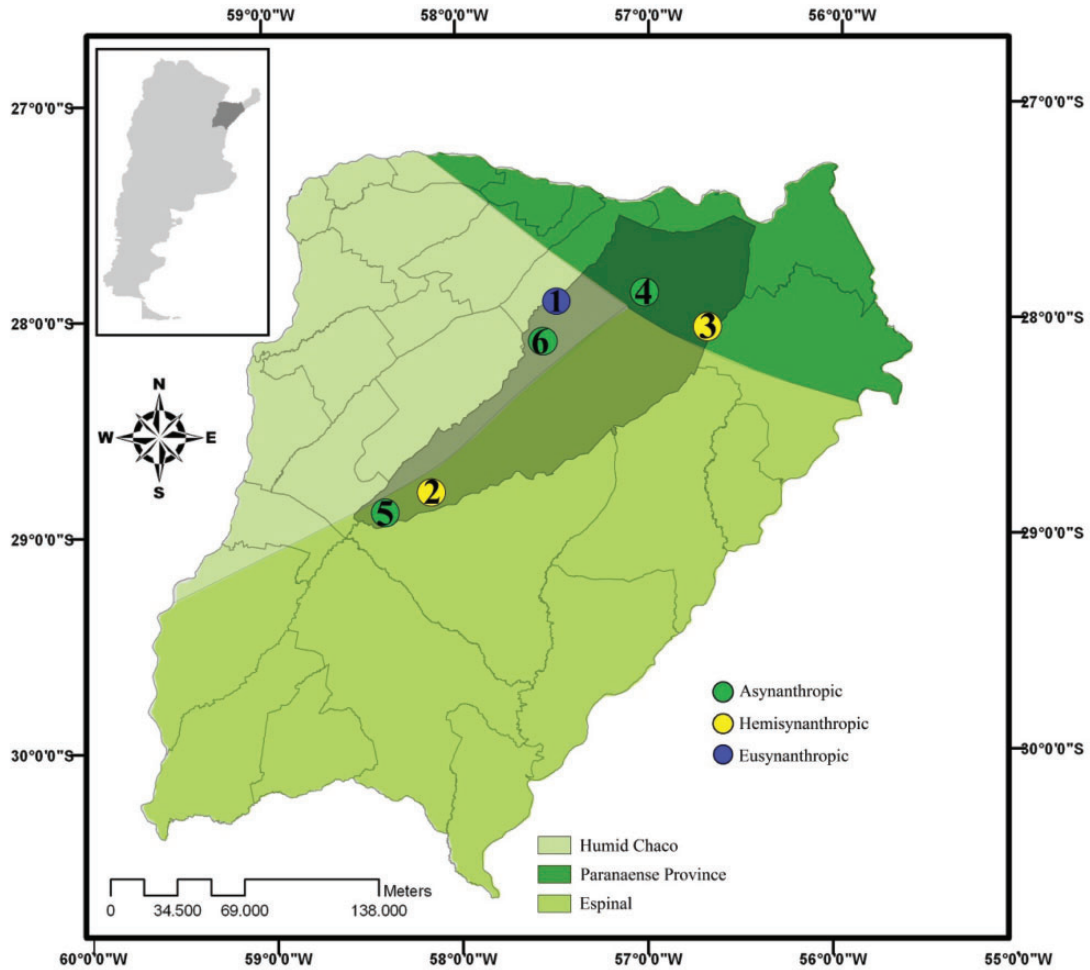 59°0'0"W 58°0'0"W 57°0'0"W 56°0'0"W
27°0'0"S 27°0'0"S
1
4
28°0'0"S 28°0'0"S
3
6
N
W E
S
2
5
29°0'0"S 29°0'0"S
Asynanthropic
Hemisynanthropic
Eusynanthropic
30°0'0"S 30°0'0"S
Humid Chaco
Paranaense Province
Espinal
Meters
0 34.500 69.000 138.000
60°0'0"W 59°0'0"W 58°0'0"W 57°0'0"W 56°0'0"W 55°0'0"W